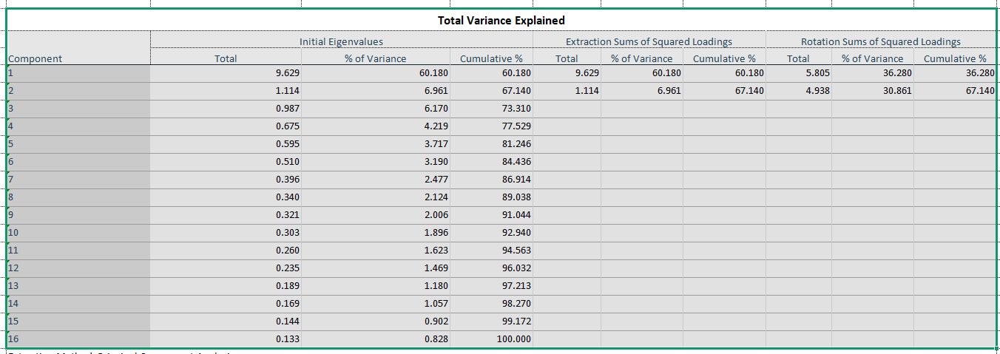 Total Variance Explained
Initial Eigenvalues Extraction Sums of Squared Loadings Rotation Sums of Squared Loadings
Component Total % of Variance Cumulative % Total % of Variance Cumulative % Total % of Variance Cumulative %
1 9.629 60.180 60.180 9.629 60.180 60.180 5.805 36.280 36.280
2 1.114 6.961 67.140 1.114 6.961 67.140 4.938 30.861 67.140
3 0.987 6.170 73.310
4 0.675 4.219 77.529
5 0.595 3.717 81.246
6 0.510 3.190 84.436
7 0.396 2.477 86.914
8 0.340 2.124 89.038
9 0.321 2.006 91.044
10 0.303 1.896 92.940
11 0.260 1.623 94.563
12 0.235 1.469 96.032
13 0.189 1.180 97.213
14 0.169 1.057 98.270
15 0.144 0.902 99.172
16 0.133 0.828 100.000